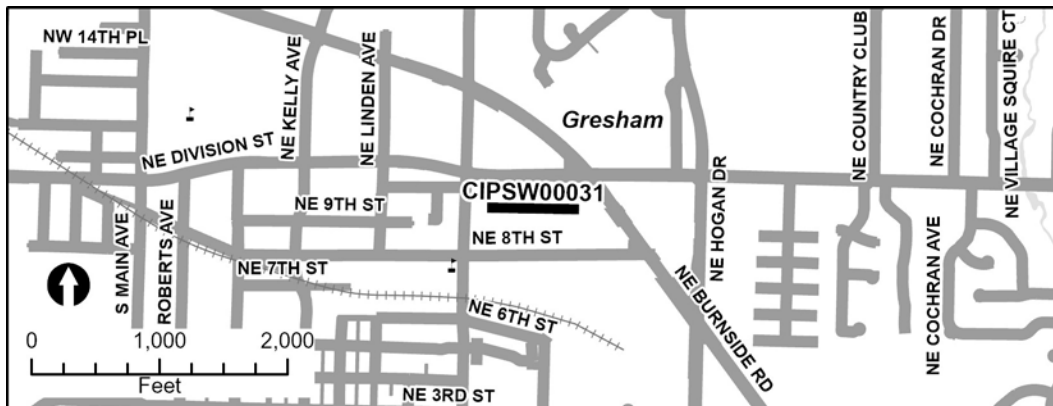 NW 14TH PL
NE KELLY AVE
NE LINDEN AVE
NE COUNTRY CLUB
NE COCHRAN DR
NE VILLAGE SQUIRE CT
Gresham
NE DIVISION ST
CIPSW00031
NE HOGAN DR
NE 9TH ST
NE 8TH ST
S MAIN AVE
ROBERTS AVE
NE 7TH ST
NE 6TH ST
NE BURNSIDE RD
NE COCHRAN AVE
0 1,000 2,000
Feet
NE 3RD ST